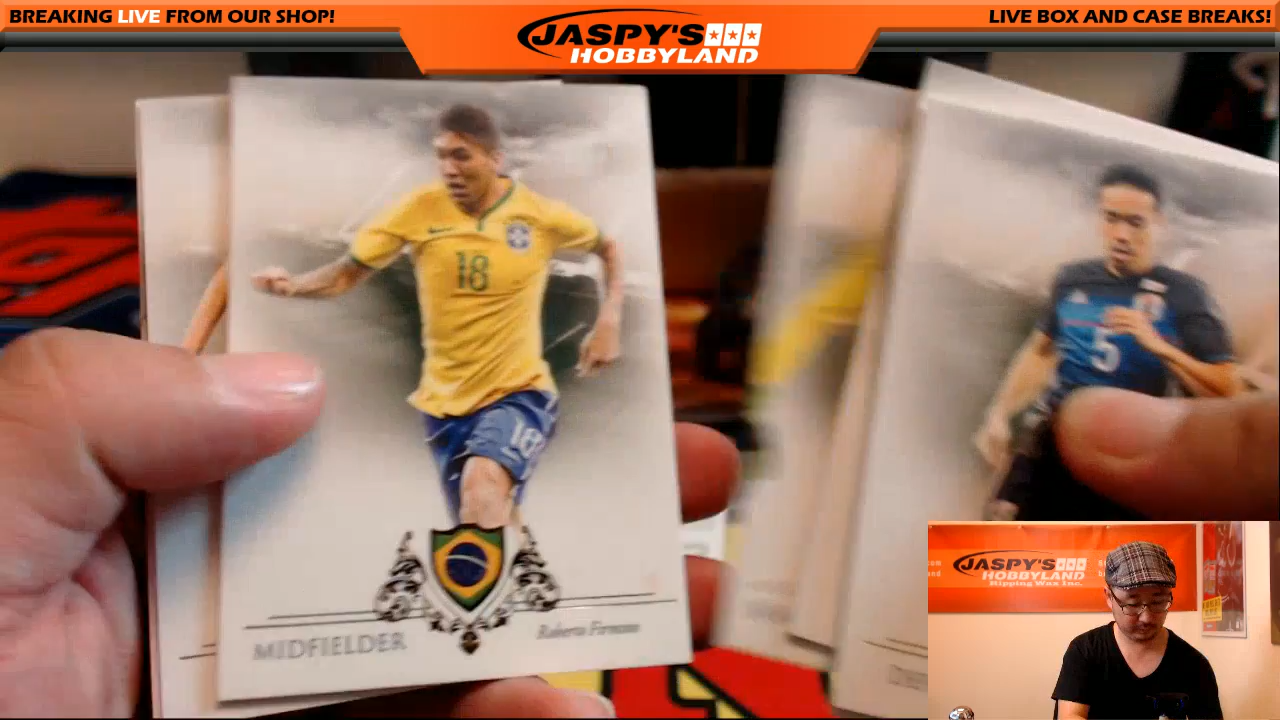 BREAKING LIVE FROM OUR SHOP!
JASPY'S
HOBBYLAND
LIVE BOX AND CASE BREAKS!
18
18
5
MIDFIELDER
Roberto Firmino
JASPY'S
HOBBYLAND
Ripping Wax Inc.